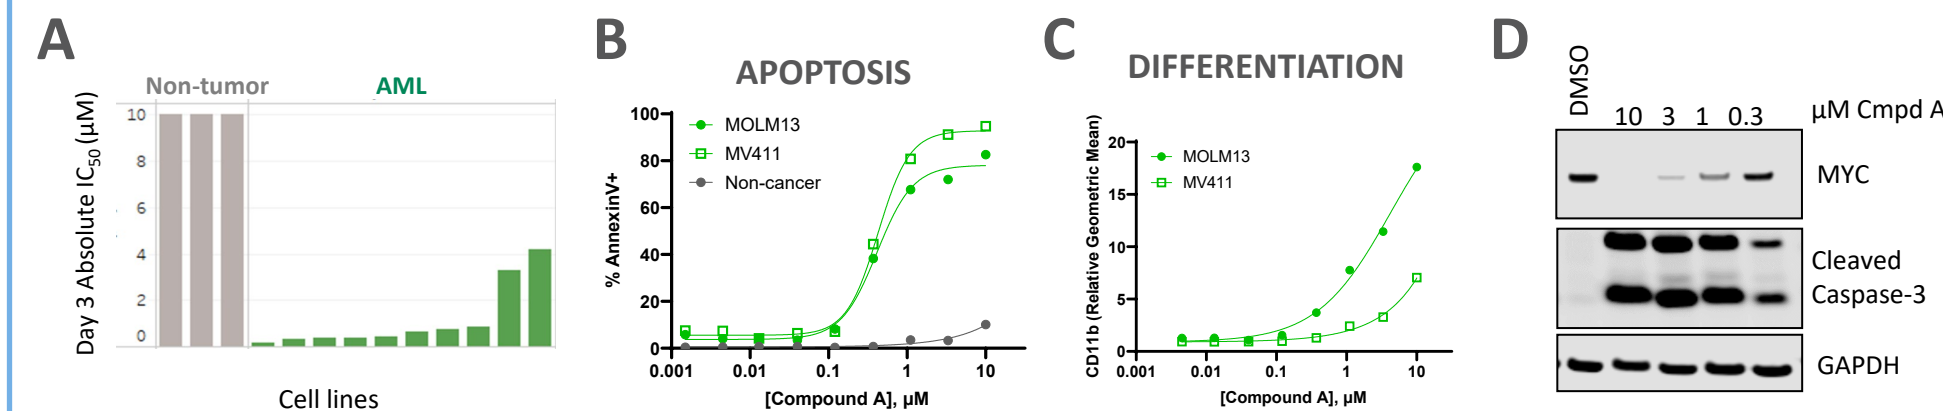 A
Non-tumor
AML
Day 3 Absolute IC50 (µM)
10
8
6
4
2
0
Cell lines
B
APOPTOSIS
% AnnexinV+
100
80
60
40
20
0
MOLM13
MV411
Non-cancer
0.001
0.01
0.1
1
10
[Compound A], µM
C
DIFFERENTIATION
CD11b (Relative Geometric Mean)
20
15
10
5
0
MOLM13
MV411
0.001
0.01
0.1
1
10
[Compound A], µM
D
DMSO
10 3 1 0.3 µM Cmpd A
MYC
Cleaved
Caspase-3
GAPDH